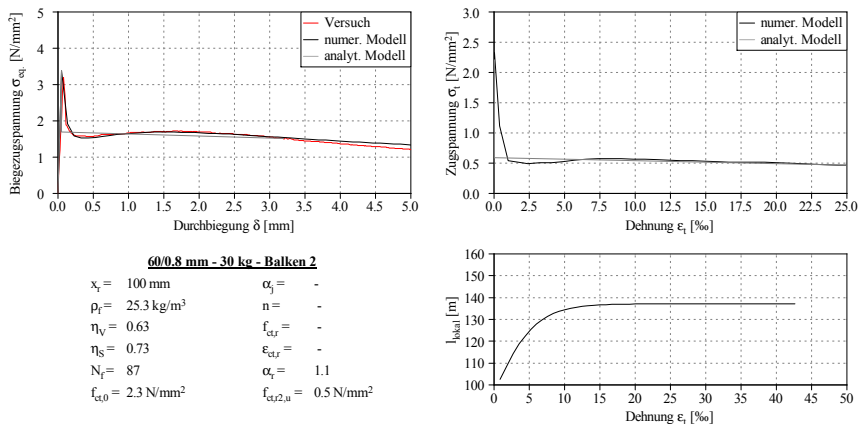 5
4
3
2
1
0
Biegezugspannung σeq. [N/mm²]
Versuch
numer. Modell
analyt. Modell
0.0 0.5 1.0 1.5 2.0 2.5 3.0 3.5 4.0 4.5 5.0
Durchbiegung δ [mm]
3.0
2.5
2.0
1.5
1.0
0.5
0.0
Zugspannung σt [N/mm²]
numer. Modell
analyt. Modell
0.0 2.5 5.0 7.5 10.0 12.5 15.0 17.5 20.0 22.5 25.0
Dehnung εt [‰]
60/0.8 mm - 30 kg - Balken 2
xr = 100 mm αj = -
ρf = 25.3 kg/m³ n = -
ηV = 0.63 fct,r = -
ηS = 0.73 εct,r = -
Nf = 87 αr = 1.1
fct,0 = 2.3 N/mm² fct,r2,u = 0.5 N/mm²
160
150
140
130
120
110
100
llokal [m]
0 5 10 15 20 25 30 35 40 45 50
Dehnung εt [‰]